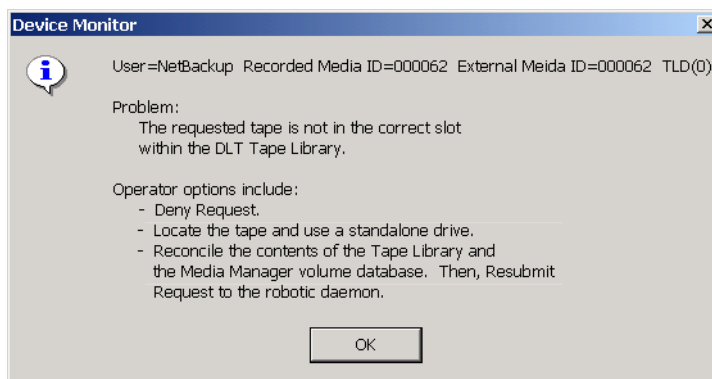 Device Monitor
User=NetBackup Recorded Media ID=000062 External Meida ID=000062 TLD(0)
Problem:
The requested tape is not in the correct slot
within the DLT Tape Library.
Operator options include:
- Deny Request.
- Locate the tape and use a standalone drive.
- Reconcile the contents of the Tape Library and
the Media Manager volume database. Then, Resubmit
Request to the robotic daemon.
OK